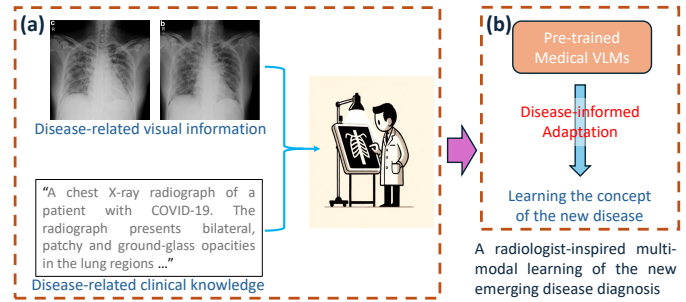 (a)
c
R
b
R
Disease-related visual information
"A chest X-ray radiograph of a
patient with COVID-19. The
radiograph presents bilateral,
patchy and ground-glass opacities
in the lung regions ..."
Disease-related clinical knowledge
(b)
Pre-trained
Medical VLMs
Disease-informed
Adaptation
Learning the concept
of the new disease
A radiologist-inspired multi-
modal learning of the new
emerging disease diagnosis